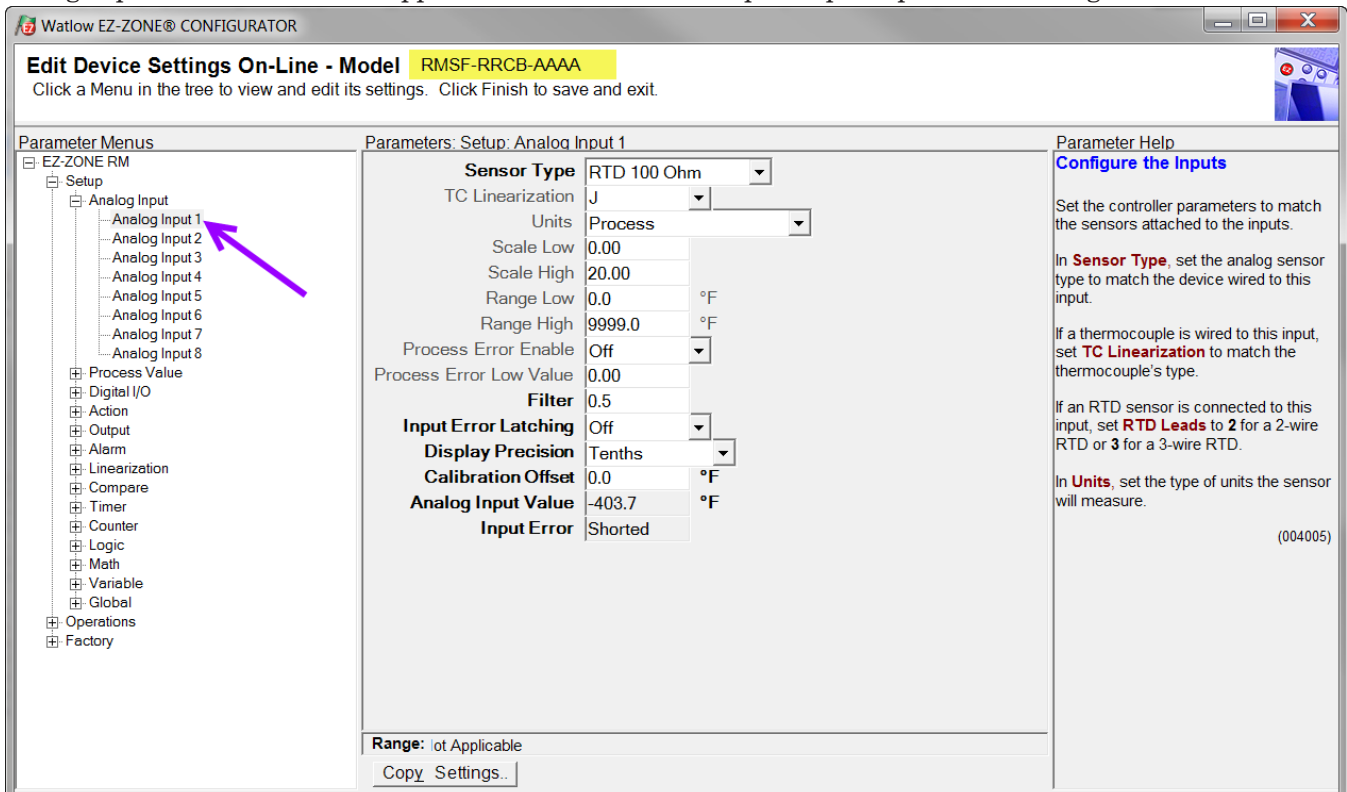 Watlow EZ-ZONE® CONFIGURATOR
Edit Device Settings On-Line - Model RMSF-RRCB-AAAA
Click a Menu in the tree to view and edit its settings. Click Finish to save and exit.
Parameter Menus
EZ-ZONE RM
Setup
Analog Input
Analog Input 1
Analog Input 2
Analog Input 3
Analog Input 4
Analog Input 5
Analog Input 6
Analog Input 7
Analog Input 8
Process Value
Digital I/O
Action
Output
Alarm
Linearization
Compare
Timer
Counter
Logic
Math
Variable
Global
Operations
Factory
Parameters: Setup: Analog Input 1
Sensor Type RTD 100 Ohm
TC Linearization J
Units Process
Scale Low 0.00
Scale High 20.00
Range Low 0.0 °F
Range High 9999.0 °F
Process Error Enable Off
Process Error Low Value 0.00
Filter 0.5
Input Error Latching Off
Display Precision Tenths
Calibration Offset 0.0 °F
Analog Input Value -403.7 °F
Input Error Shorted
Range: ot Applicable
Copy Settings..
Parameter Help
Configure the Inputs
Set the controller parameters to match
the sensors attached to the inputs.
In Sensor Type, set the analog sensor
type to match the device wired to this
input.
If a thermocouple is wired to this input,
set TC Linearization to match the
thermocouple's type.
If an RTD sensor is connected to this
input, set RTD Leads to 2 for a 2-wire
RTD or 3 for a 3-wire RTD.
In Units, set the type of units the sensor
will measure.
(004005)